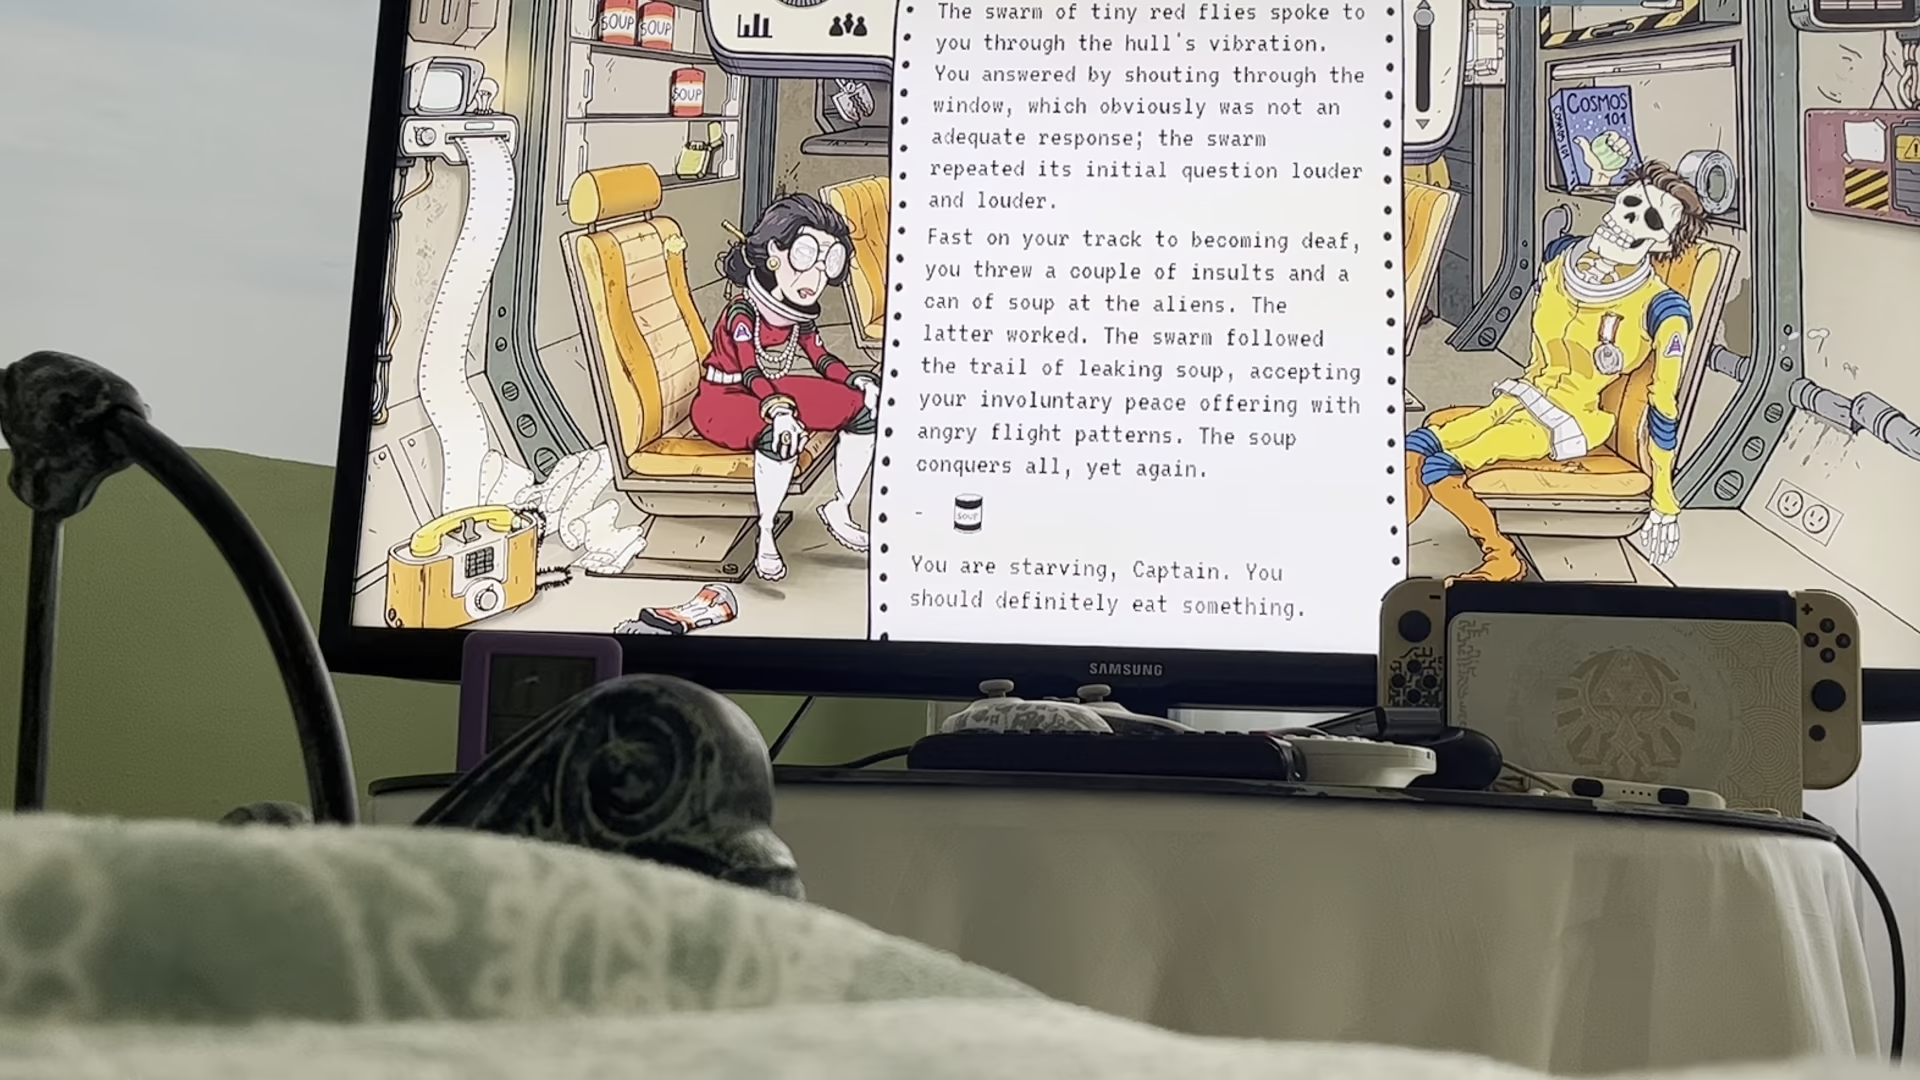 SOUP
SOUP
SOUP
COSMOS
101
COSMOS 101
The swarm of tiny red flies spoke to
you through the hull's vibration.
You answered by shouting through the
window, which obviously was not an
adequate response; the swarm
repeated its initial question louder
and louder.
Fast on your track to becoming deaf,
you threw a couple of insults and a
can of soup at the aliens. The
latter worked. The swarm followed
the trail of leaking soup, accepting
your involuntary peace offering with
angry flight patterns. The soup
conquers all, yet again.
- SOUP
You are starving, Captain. You
should definitely eat something.
SAMSUNG